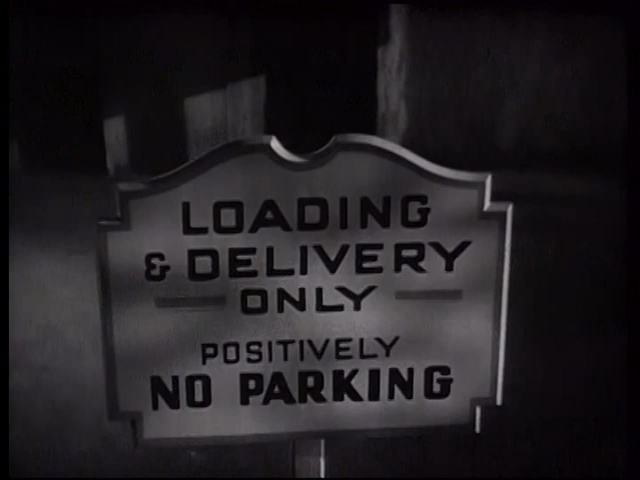 LOADING
& DELIVERY
ONLY
POSITIVELY
NO PARKING